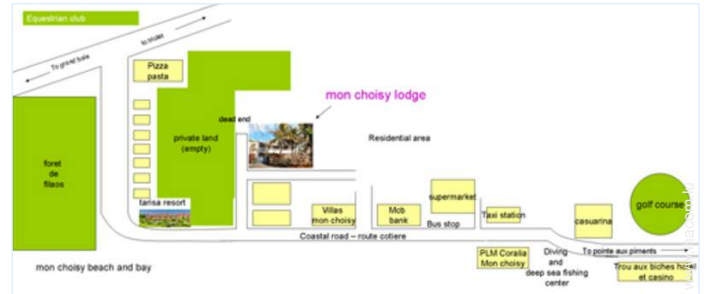 Equestrian club
to triolet
To grand baie
Pizza
pasta
mon choisy lodge
dead end
private land
(empty)
Residential area
foret
de
filaos
tarisa resort
Villas
mon choisy
Mcb
bank
supermarket
Bus stop
Taxi station
casuarina
golf course
Coastal road – route cotiere
PLM Coralia
Mon choisy
Diving
and
deep sea fishing
center
To pointe aux piments
Trou aux biches hotel
et casino
mon choisy beach and bay